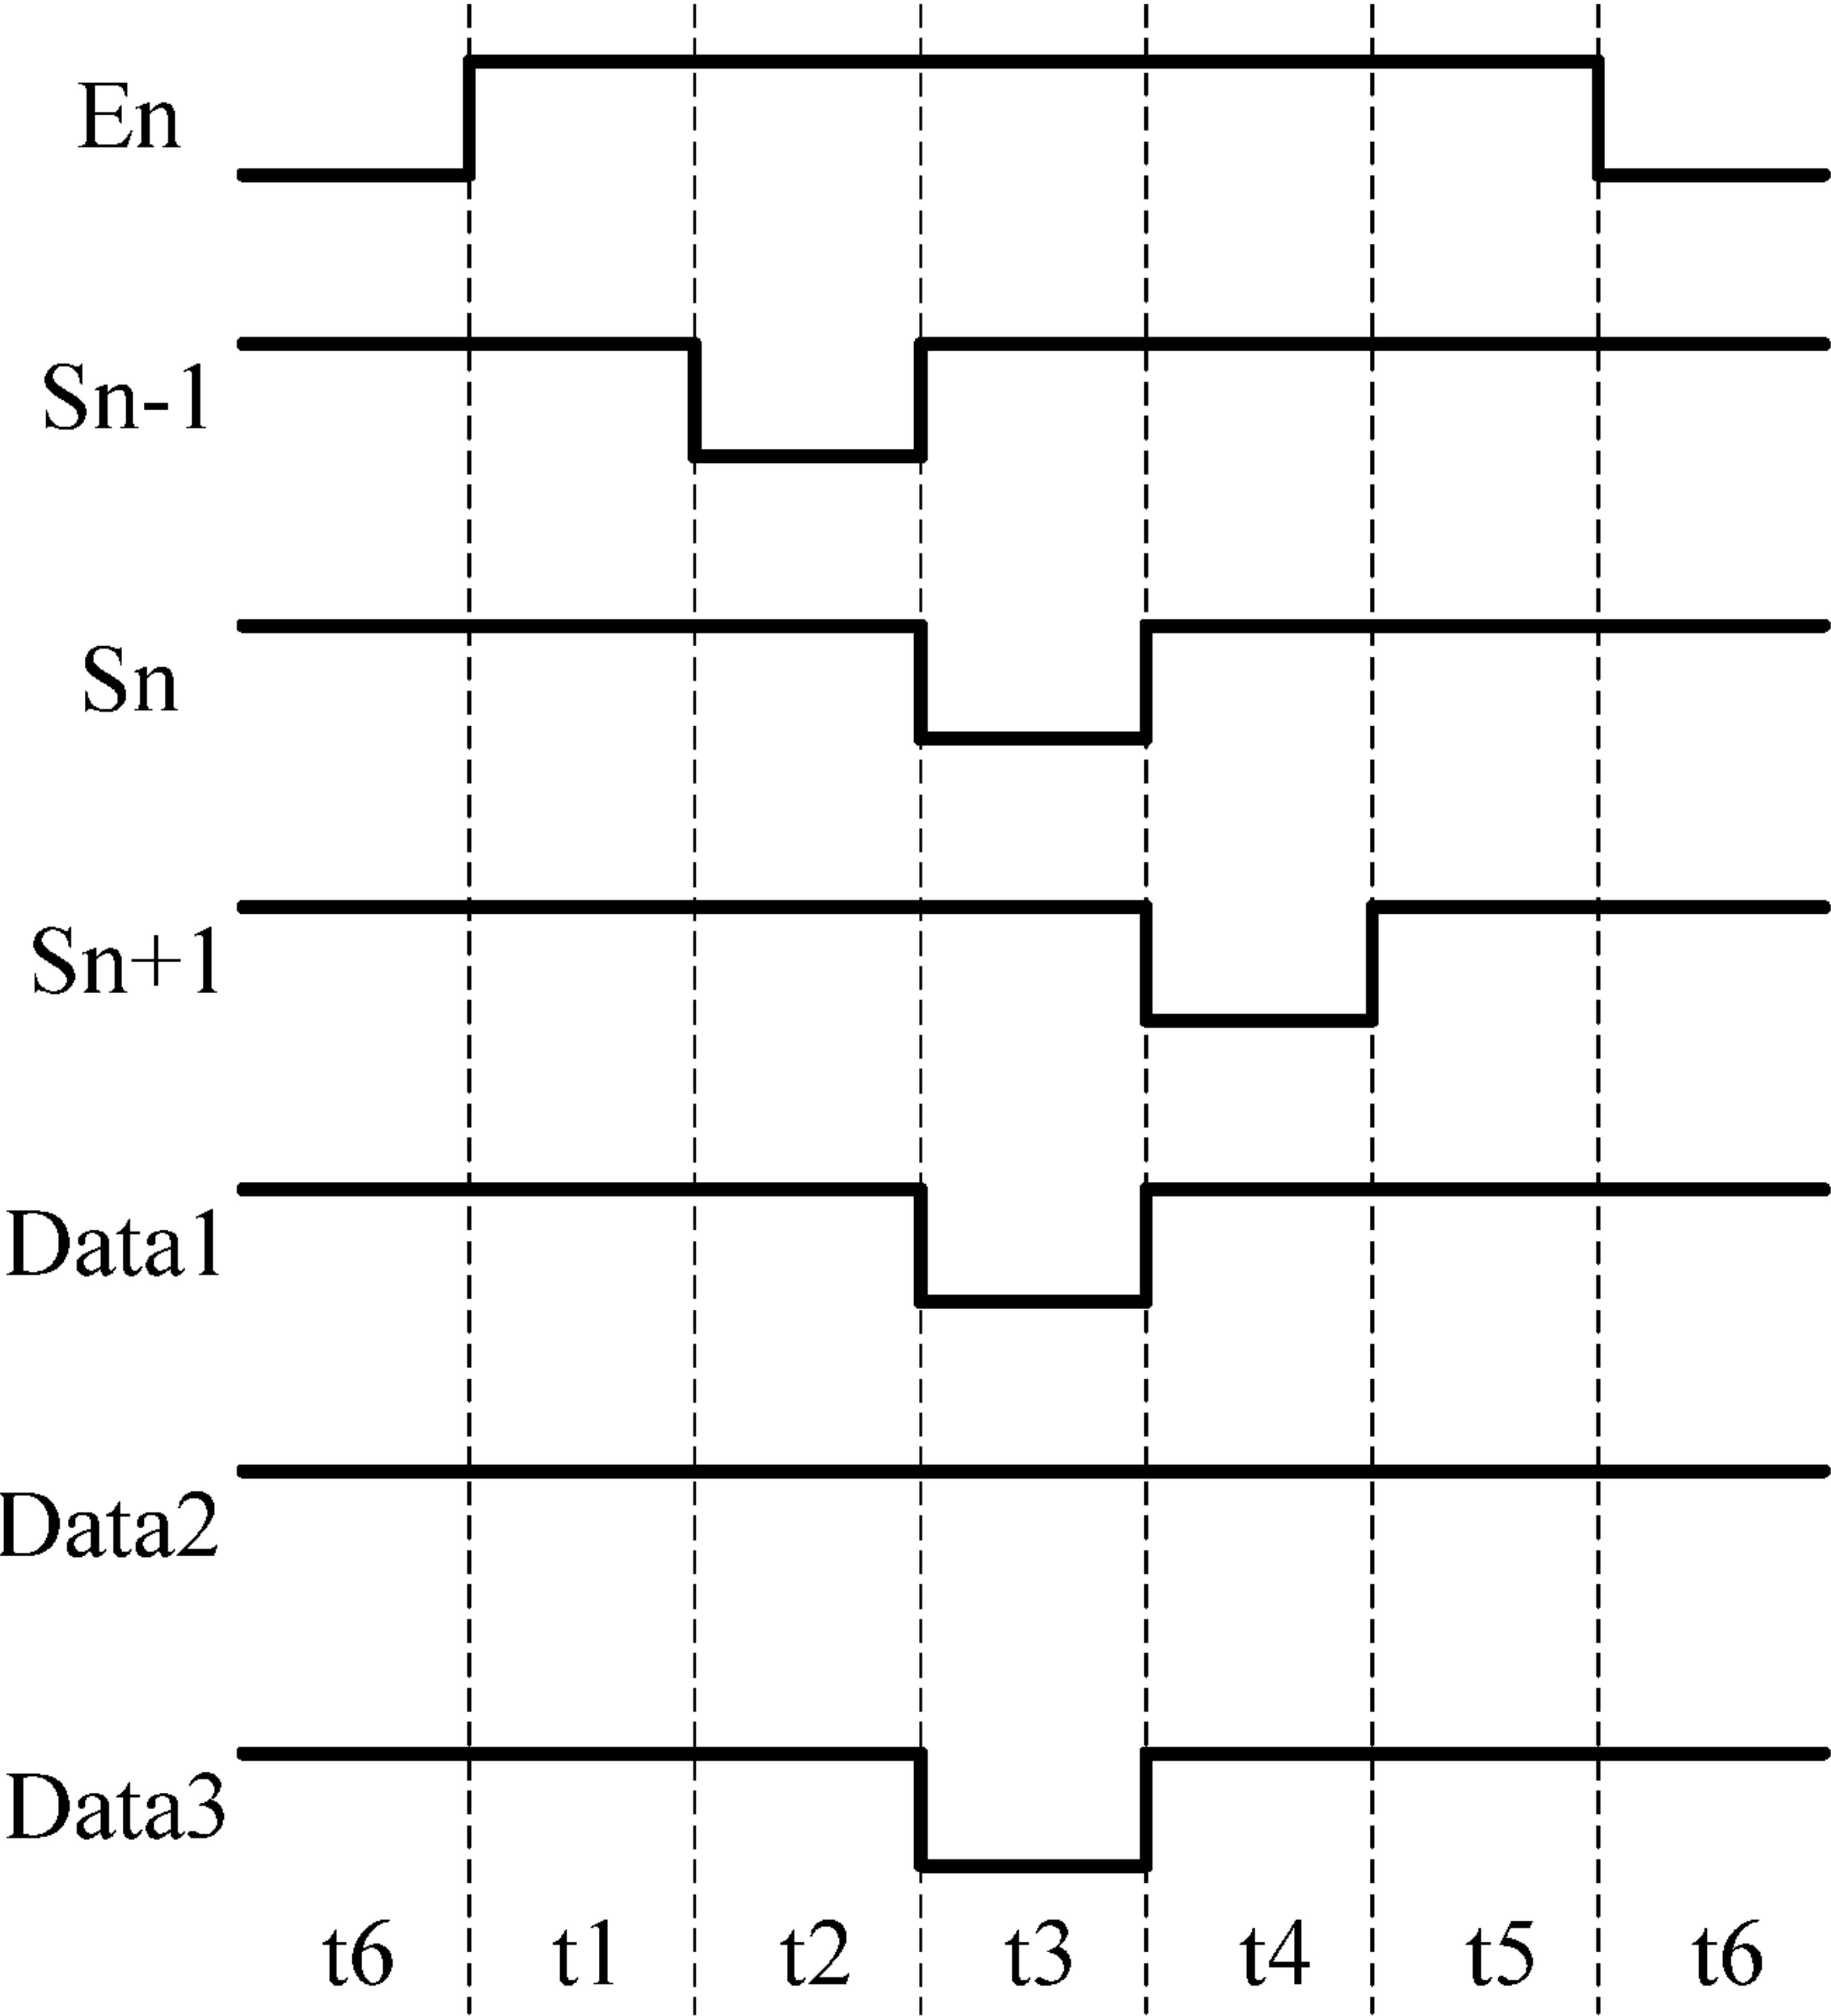 En
Sn-1
Sn
Sn+1
Data1
Data2
Data3
t6 t1 t2 t3 t4 t5 t6